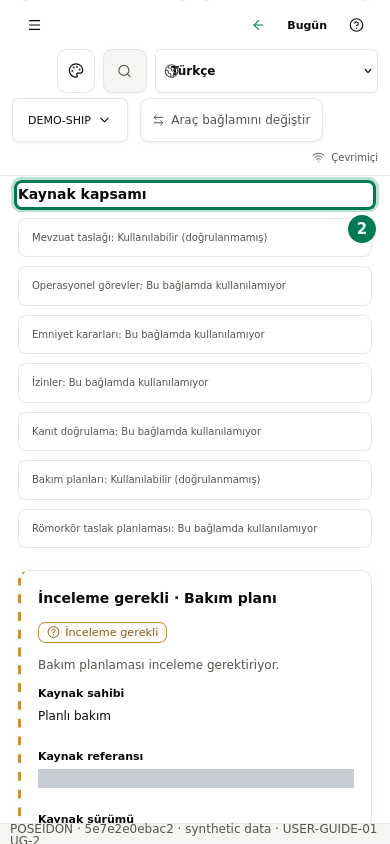 Bugün
Türkçe
DEMO-SHIP
Araç bağlamını değiştir
Çevrimiçi
Kaynak kapsamı
2
Mevzuat taslağı: Kullanılabilir (doğrulanmamış)
Operasyonel görevler: Bu bağlamda kullanılamıyor
Emniyet kararları: Bu bağlamda kullanılamıyor
İzinler: Bu bağlamda kullanılamıyor
Kanıt doğrulama: Bu bağlamda kullanılamıyor
Bakım planları: Kullanılabilir (doğrulanmamış)
Römorkör taslak planlaması: Bu bağlamda kullanılamıyor
İnceleme gerekli · Bakım planı
İnceleme gerekli
Bakım planlaması inceleme gerektiriyor.
Kaynak sahibi
Planlı bakım
Kaynak referansı
Kaynak sürümü
POSEIDON · 5e7e2e0ebac2 · synthetic data · USER-GUIDE-01
UG-2